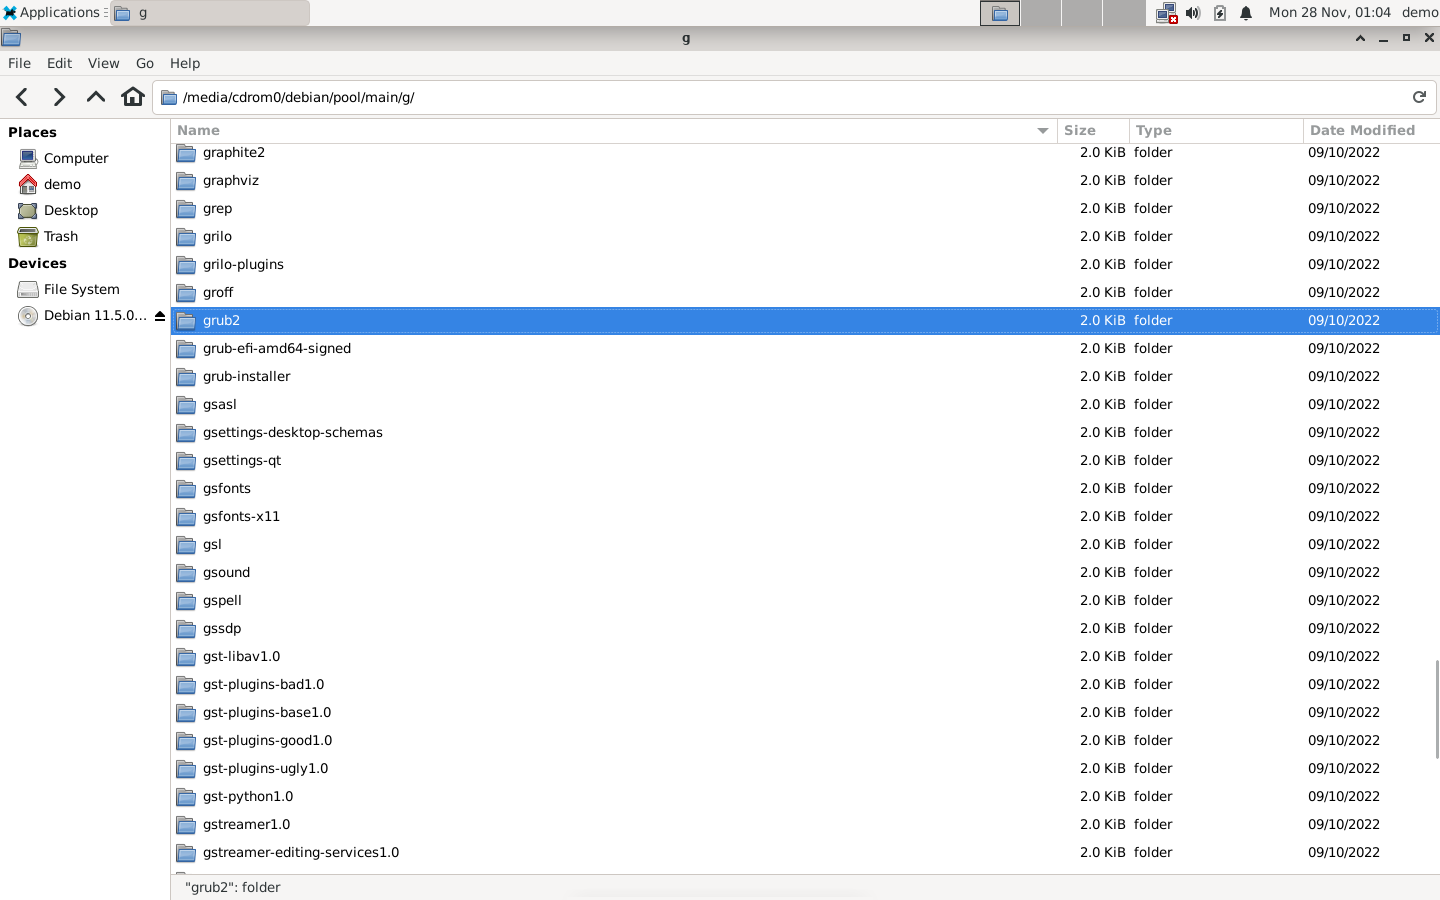 Applications g Mon 28 Nov, 01:04 demo
g
File Edit View Go Help
/media/cdrom0/debian/pool/main/g/
Places
Computer
demo
Desktop
Trash
Devices
File System
Debian 11.5.0...
Name Size Type Date Modified
graphite2 2.0 KiB folder 09/10/2022
graphviz 2.0 KiB folder 09/10/2022
grep 2.0 KiB folder 09/10/2022
grilo 2.0 KiB folder 09/10/2022
grilo-plugins 2.0 KiB folder 09/10/2022
groff 2.0 KiB folder 09/10/2022
grub2 2.0 KiB folder 09/10/2022
grub-efi-amd64-signed 2.0 KiB folder 09/10/2022
grub-installer 2.0 KiB folder 09/10/2022
gsasl 2.0 KiB folder 09/10/2022
gsettings-desktop-schemas 2.0 KiB folder 09/10/2022
gsettings-qt 2.0 KiB folder 09/10/2022
gsfonts 2.0 KiB folder 09/10/2022
gsfonts-x11 2.0 KiB folder 09/10/2022
gsl 2.0 KiB folder 09/10/2022
gsound 2.0 KiB folder 09/10/2022
gspell 2.0 KiB folder 09/10/2022
gssdp 2.0 KiB folder 09/10/2022
gst-libav1.0 2.0 KiB folder 09/10/2022
gst-plugins-bad1.0 2.0 KiB folder 09/10/2022
gst-plugins-base1.0 2.0 KiB folder 09/10/2022
gst-plugins-good1.0 2.0 KiB folder 09/10/2022
gst-plugins-ugly1.0 2.0 KiB folder 09/10/2022
gst-python1.0 2.0 KiB folder 09/10/2022
gstreamer1.0 2.0 KiB folder 09/10/2022
gstreamer-editing-services1.0 2.0 KiB folder 09/10/2022
"grub2": folder